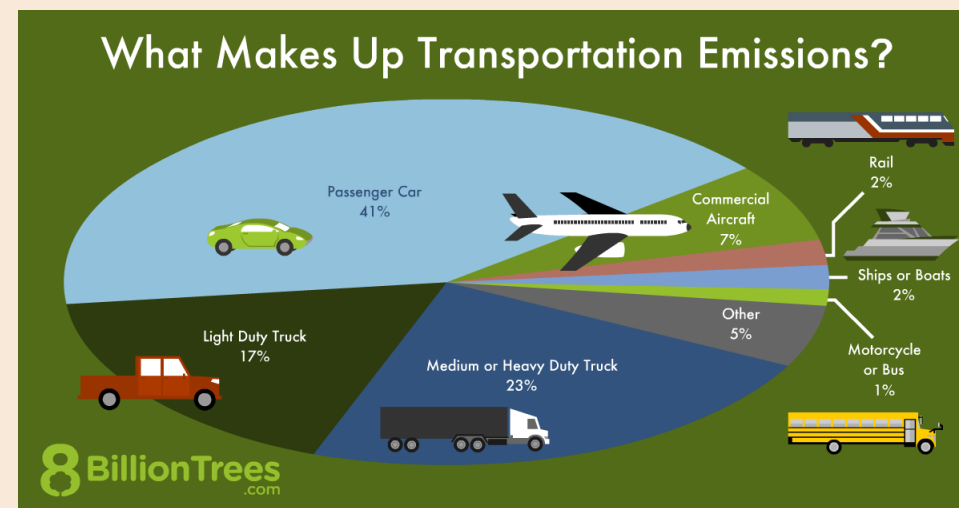 What Makes Up Transportation Emissions?
Passenger Car
41%
Commercial
Aircraft
7%
Rail
2%
Ships or Boats
2%
Motorcycle
or Bus
1%
Other
5%
Medium or Heavy Duty Truck
23%
Light Duty Truck
17%
8 BillionTrees
.com